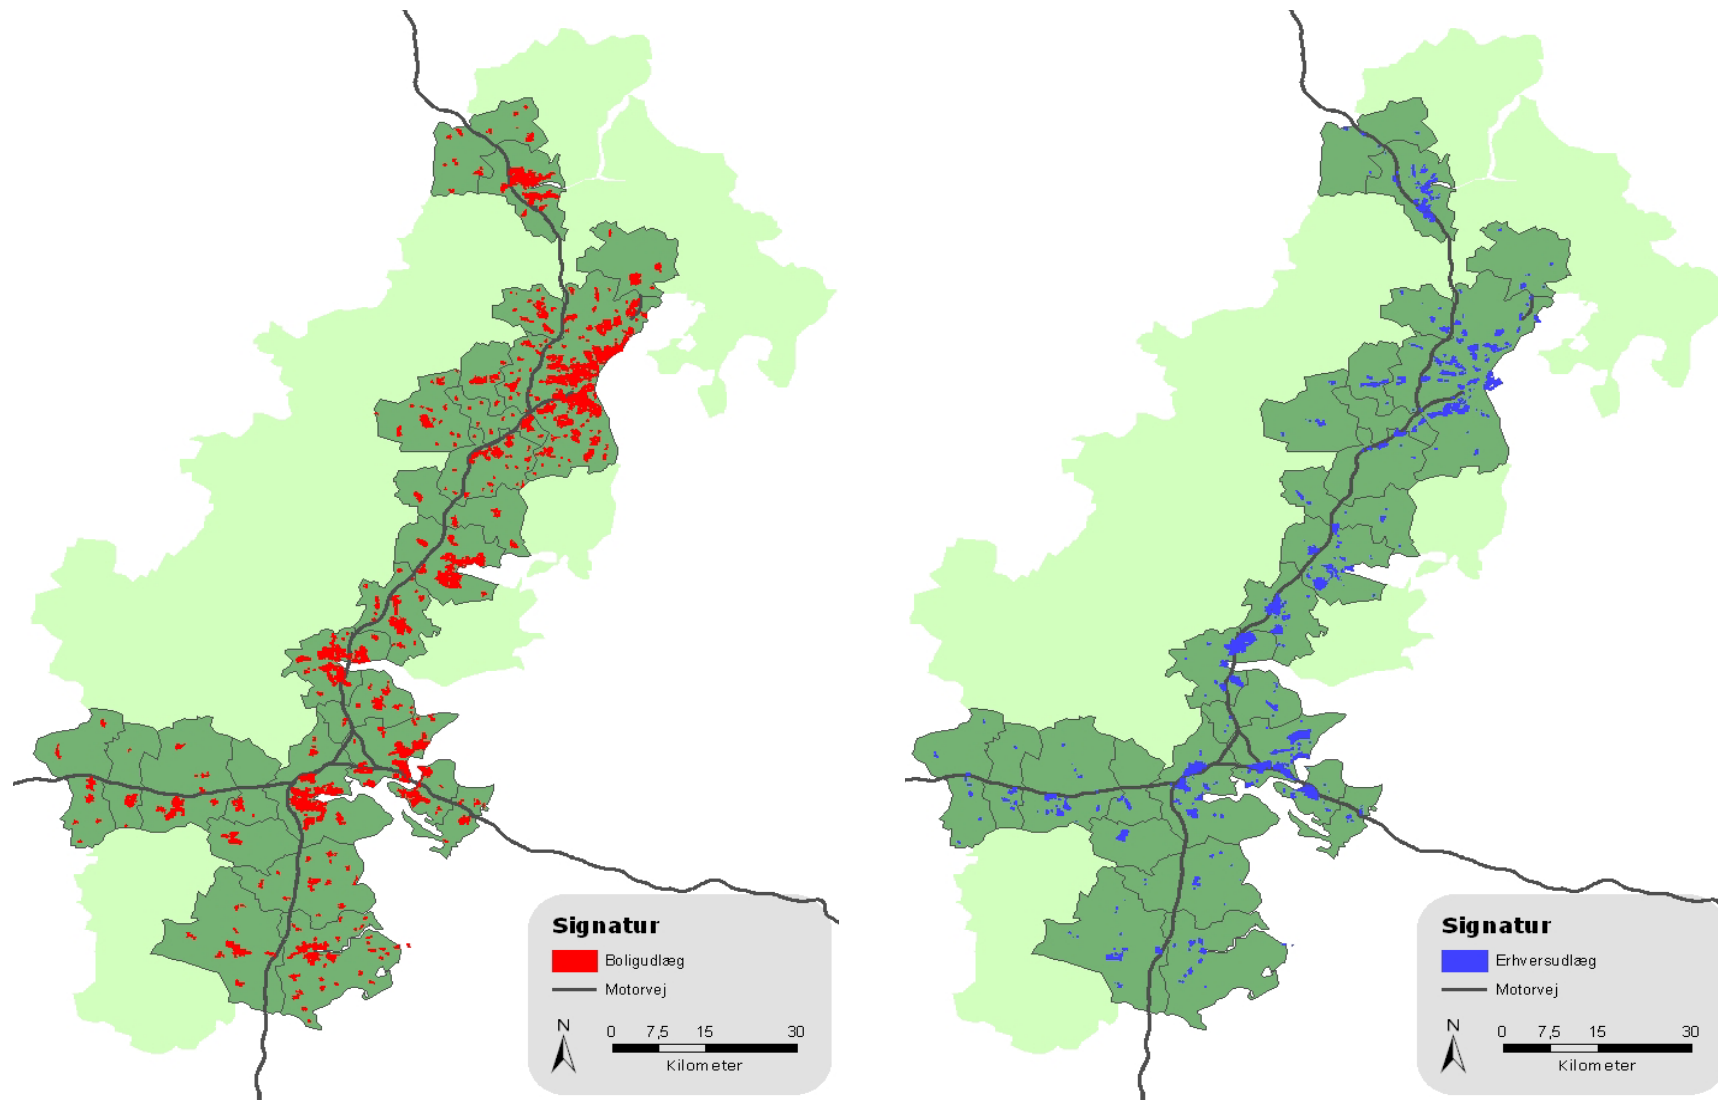 Signatur
Boligudlæg
Motorvej
N
0 7,5 15 30
Kilometer
Signatur
Erhversudlæg
Motorvej
N
0 7,5 15 30
Kilometer